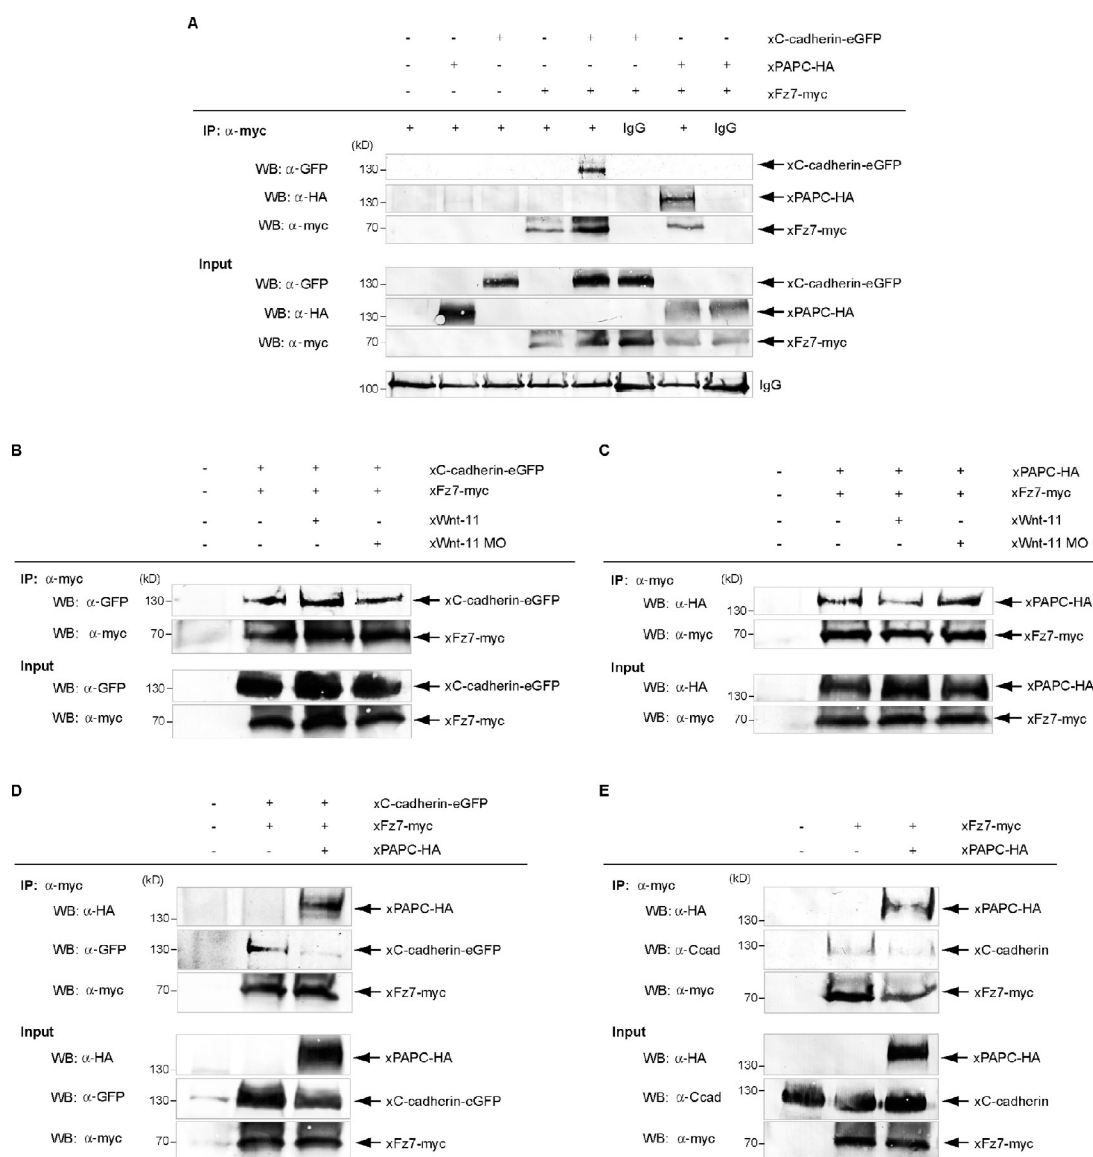 A
- - + - + + - - xC-cadherin-eGFP
- + - - - - + + xPAPC-HA
- - - + + + + + xFz7-myc
IP: α-myc + + + + + IgG + IgG
(kD)
WB: α-GFP 130 xC-cadherin-eGFP
WB: α-HA 130 xPAPC-HA
WB: α-myc 70 xFz7-myc
Input
WB: α-GFP 130 xC-cadherin-eGFP
WB: α-HA 130 xPAPC-HA
WB: α-myc 70 xFz7-myc
100 IgG
B
- + + + xC-cadherin-eGFP
- + + + xFz7-myc
- - + - xWnt-11
- - - + xWnt-11 MO
IP: α-myc (kD)
WB: α-GFP 130 xC-cadherin-eGFP
WB: α-myc 70 xFz7-myc
Input
WB: α-GFP 130 xC-cadherin-eGFP
WB: α-myc 70 xFz7-myc
C
- + + + xPAPC-HA
- + + + xFz7-myc
- - + - xWnt-11
- - - + xWnt-11 MO
IP: α-myc (kD)
WB: α-HA 130 xPAPC-HA
WB: α-myc 70 xFz7-myc
Input
WB: α-HA 130 xPAPC-HA
WB: α-myc 70 xFz7-myc
D
- + + xC-cadherin-eGFP
- + + xFz7-myc
- - + xPAPC-HA
IP: α-myc (kD)
WB: α-HA 130 xPAPC-HA
WB: α-GFP 130 xC-cadherin-eGFP
WB: α-myc 70 xFz7-myc
Input
WB: α-HA 130 xPAPC-HA
WB: α-GFP 130 xC-cadherin-eGFP
WB: α-myc 70 xFz7-myc
E
- + + xFz7-myc
- - + xPAPC-HA
IP: α-myc (kD)
WB: α-HA 130 xPAPC-HA
WB: α-Ccad 130 xC-cadherin
WB: α-myc 70 xFz7-myc
Input
WB: α-HA 130 xPAPC-HA
WB: α-Ccad 130 xC-cadherin
WB: α-myc 70 xFz7-myc